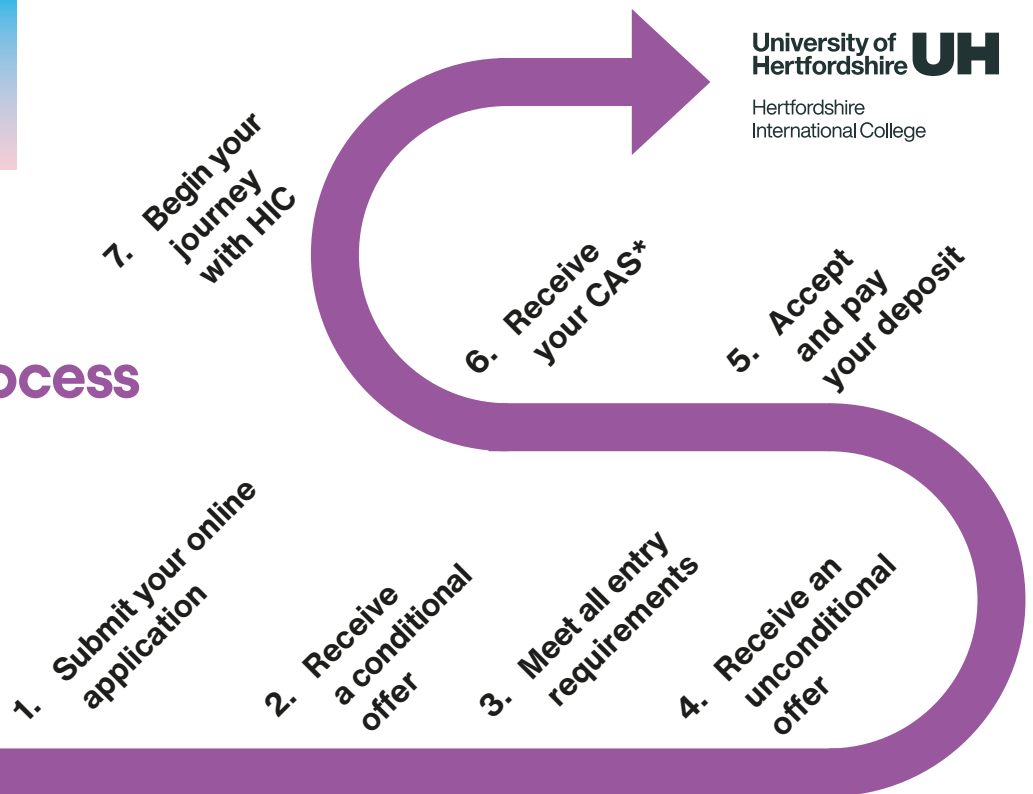 University of
Hertfordshire UH
Hertfordshire
International College
7. Begin your
journey
with HIC
6. Receive
your CAS*
5. Accept
and pay
your deposit
ocess
1. Submit your online
application
2. Receive
a conditional
offer
3. Meet all entry
requirements
4. Receive an
unconditional
offer